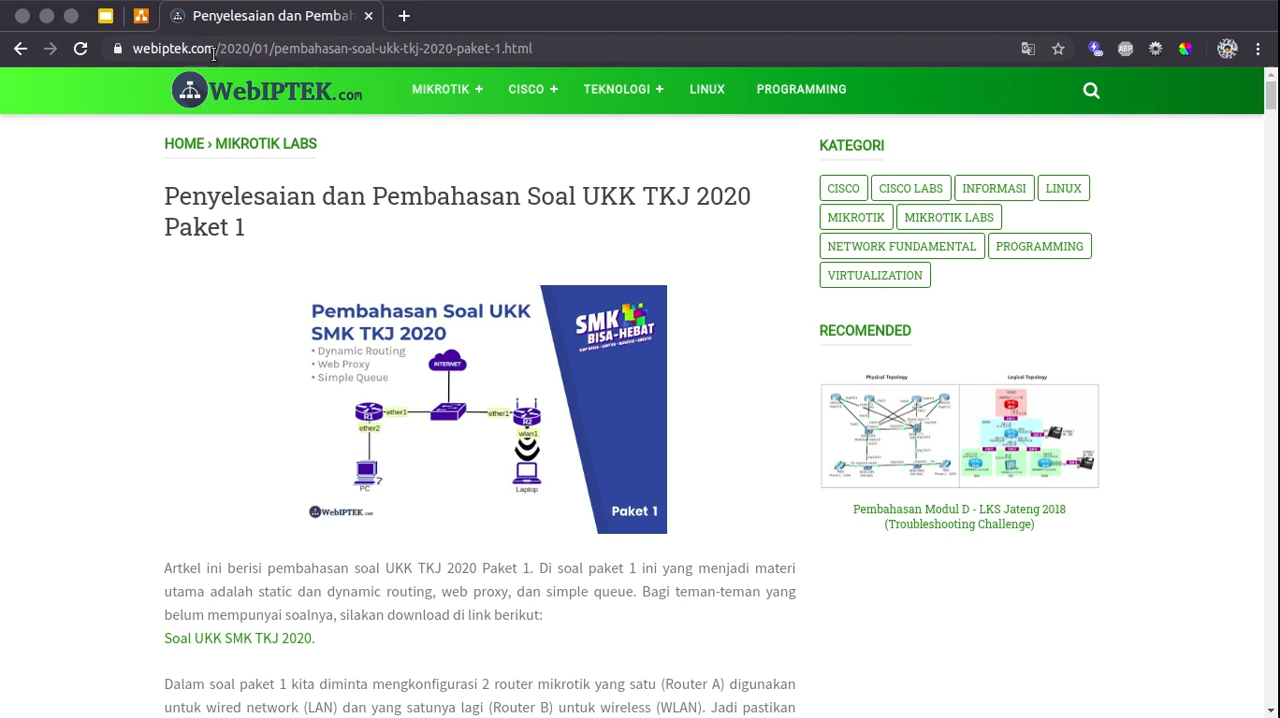 Penyelesaian dan Pembah
webiptek.com/2020/01/pembahasan-soal-ukk-tkj-2020-paket-1.html
ABP
WebIPTEK.com
MIKROTIK +
CISCO +
TEKNOLOGI +
LINUX
PROGRAMMING
HOME › MIKROTIK LABS
Penyelesaian dan Pembahasan Soal UKK TKJ 2020
Paket 1
Pembahasan Soal UKK
SMK TKJ 2020
• Dynamic Routing
• Web Proxy
• Simple Queue
SMK
BISA-HEBAT
INTERNET
R1
ether1
ether1
R2
ether2
wlan1
PC
Laptop
WebIPTEK.com
Paket 1
Artkel ini berisi pembahasan soal UKK TKJ 2020 Paket 1. Di soal paket 1 ini yang menjadi materi
utama adalah static dan dynamic routing, web proxy, dan simple queue. Bagi teman-teman yang
belum mempunyai soalnya, silakan download di link berikut:
Soal UKK SMK TKJ 2020.
Dalam soal paket 1 kita diminta mengkonfigurasi 2 router mikrotik yang satu (Router A) digunakan
untuk wired network (LAN) dan yang satunya lagi (Router B) untuk wireless (WLAN). Jadi pastikan
KATEGORI
CISCO
CISCO LABS
INFORMASI
LINUX
MIKROTIK
MIKROTIK LABS
NETWORK FUNDAMENTAL
PROGRAMMING
VIRTUALIZATION
RECOMENDED
Physical Topology
Logical Topology
Pembahasan Modul D - LKS Jateng 2018
(Troubleshooting Challenge)